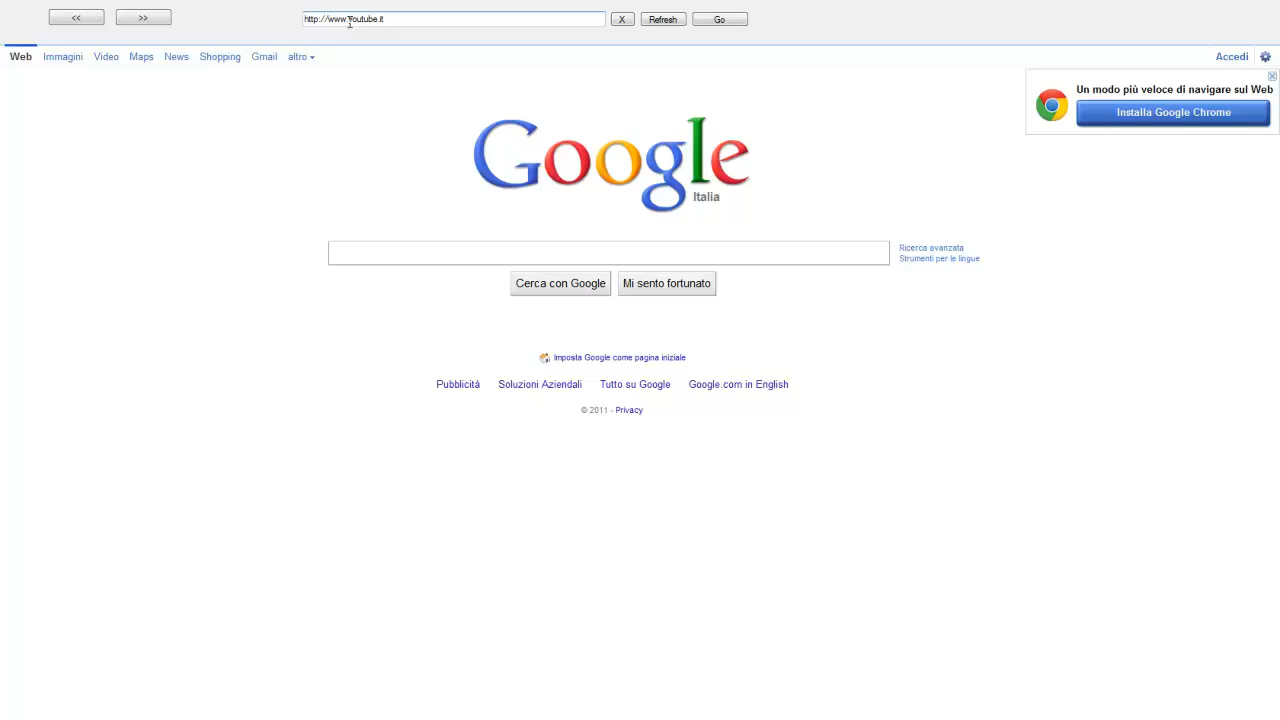 << >> http://www.Youtube.it X Refresh Go
Web Immagini Video Maps News Shopping Gmail altro Accedi
Un modo più veloce di navigare sul Web
Installa Google Chrome
Google
Italia
Ricerca avanzata
Strumenti per le lingue
Cerca con Google Mi sento fortunato
Imposta Google come pagina iniziale
Pubblicità Soluzioni Aziendali Tutto su Google Google.com in English
© 2011 - Privacy